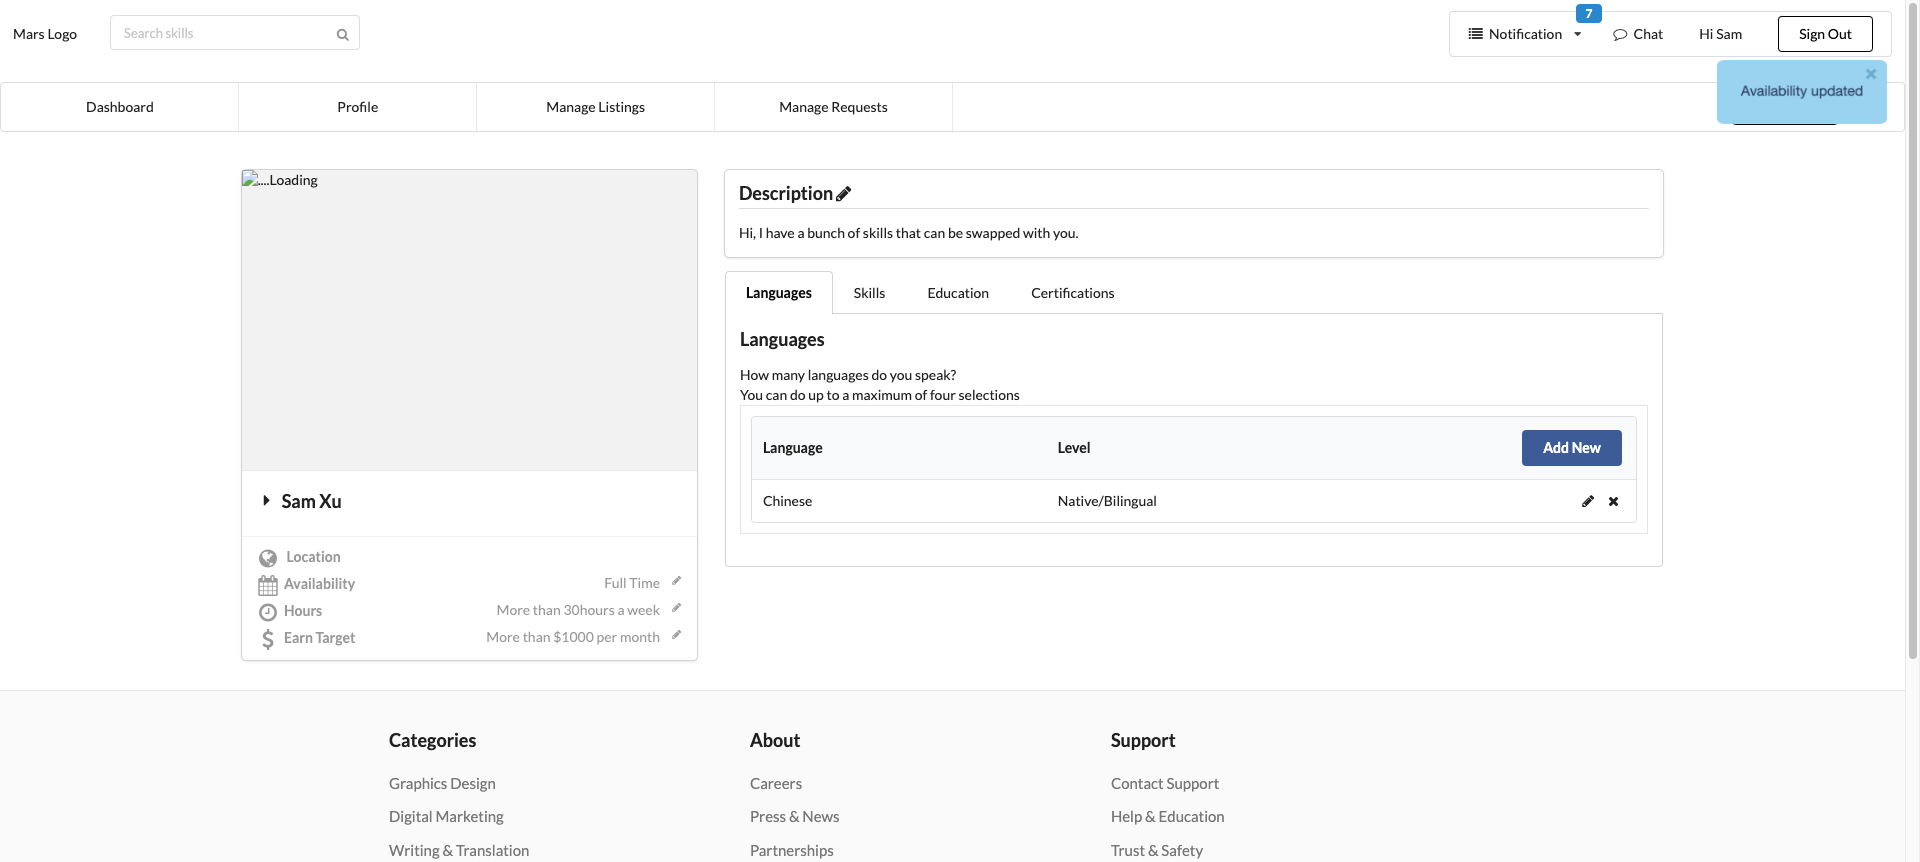 Mars Logo
Search skills
7
Notification
Chat
Hi Sam
Sign Out
Dashboard
Profile
Manage Listings
Manage Requests
Availability updated
....Loading
Description
Hi, I have a bunch of skills that can be swapped with you.
Languages
Skills
Education
Certifications
Languages
How many languages do you speak?
You can do up to a maximum of four selections
Language
Level
Add New
Chinese
Native/Bilingual
Sam Xu
Location
Availability
Full Time
Hours
More than 30hours a week
Earn Target
More than $1000 per month
Categories
About
Support
Graphics Design
Careers
Contact Support
Digital Marketing
Press & News
Help & Education
Writing & Translation
Partnerships
Trust & Safety